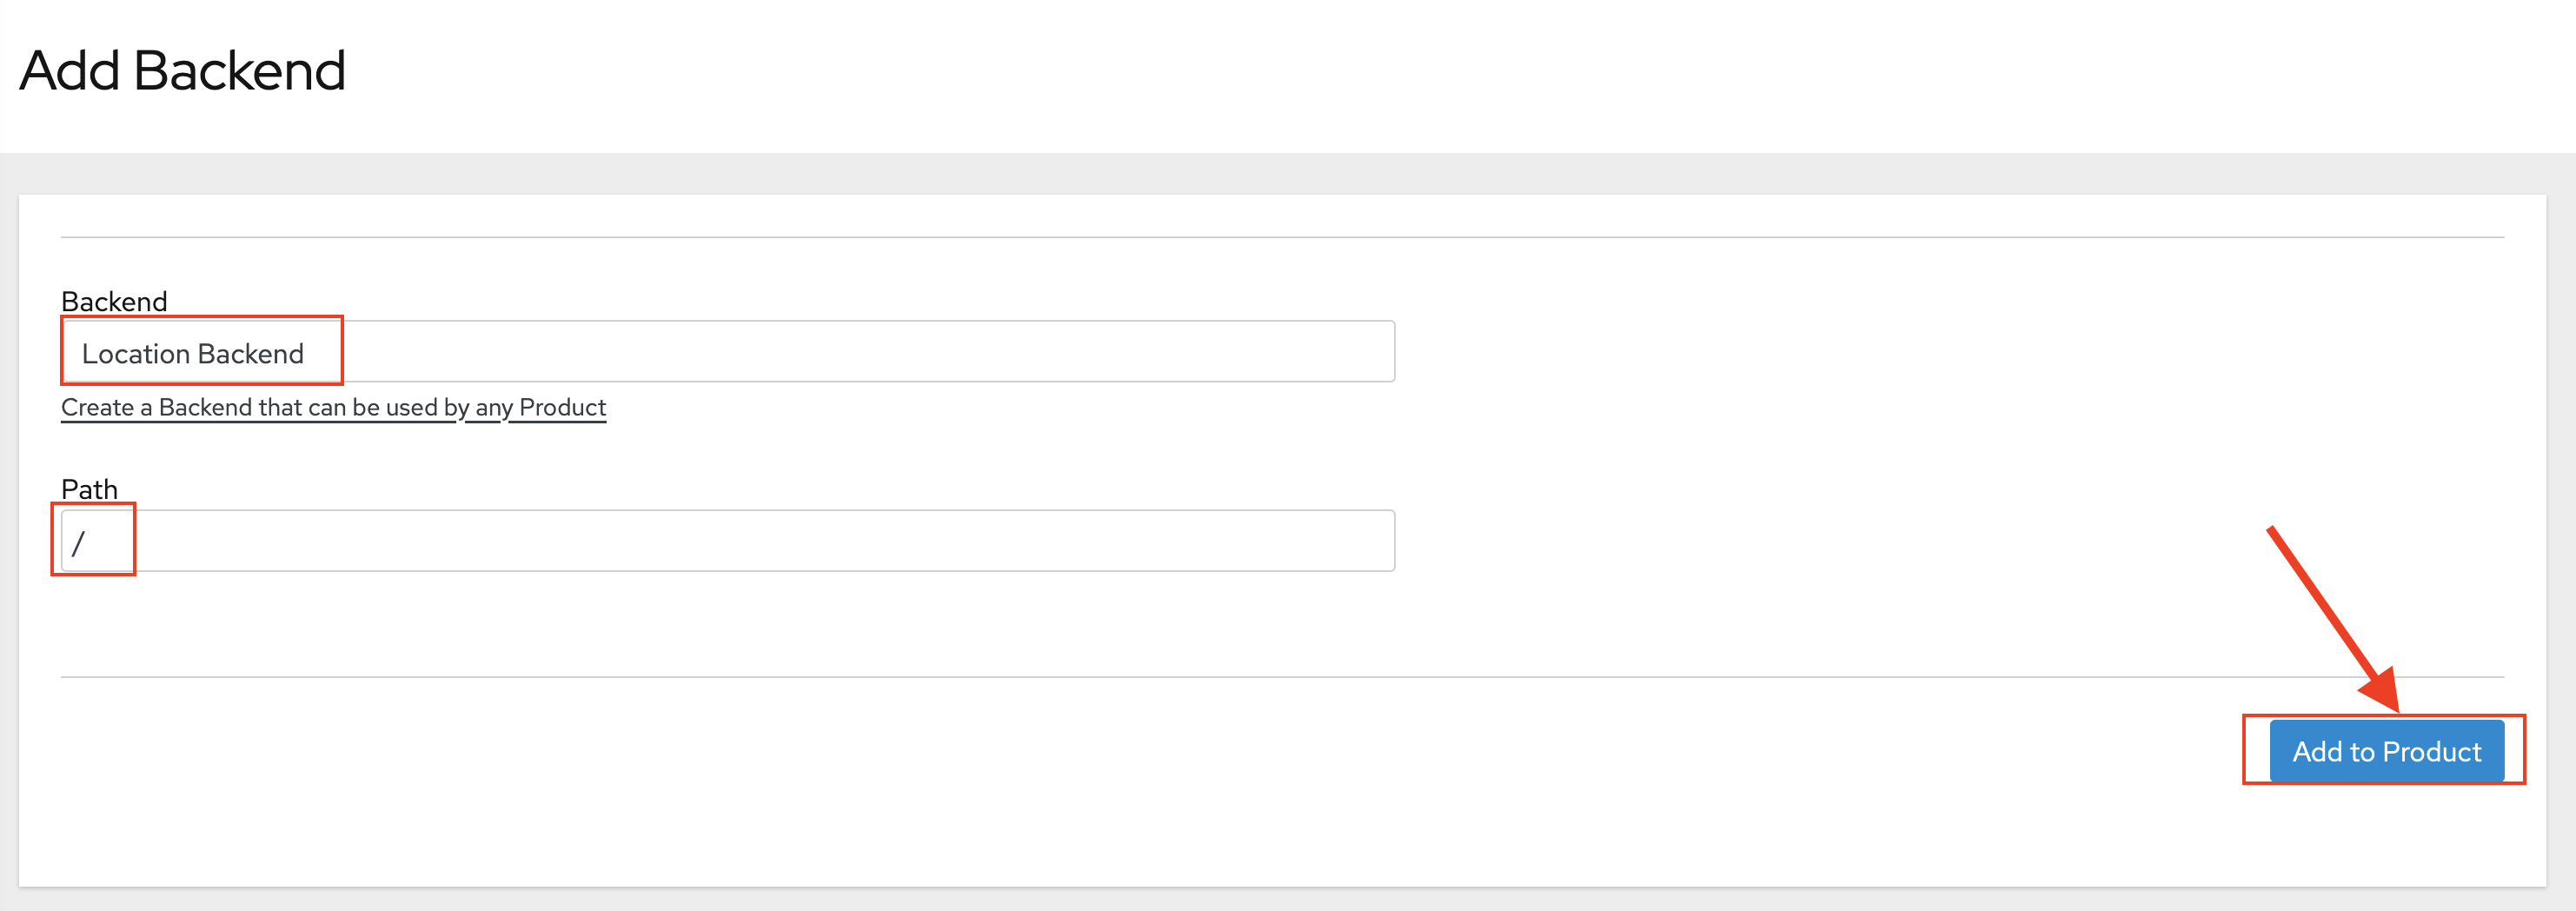 Add Backend
Backend
Location Backend
Create a Backend that can be used by any Product
Path
/
Add to Product